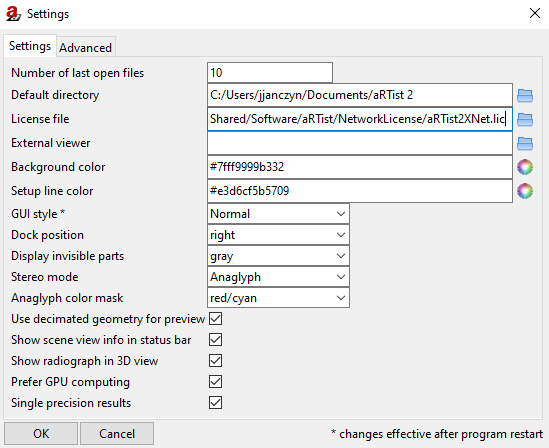 Settings
Settings Advanced
Number of last open files 10
Default directory C:/Users/jjanczyn/Documents/aRTist 2
License file Shared/Software/aRTist/NetworkLicense/aRTist2XNet.lic
External viewer
Background color #7fff9999b332
Setup line color #e3d6cf5b5709
GUI style * Normal
Dock position right
Display invisible parts gray
Stereo mode Anaglyph
Anaglyph color mask red/cyan
Use decimated geometry for preview
Show scene view info in status bar
Show radiograph in 3D view
Prefer GPU computing
Single precision results
OK Cancel * changes effective after program restart